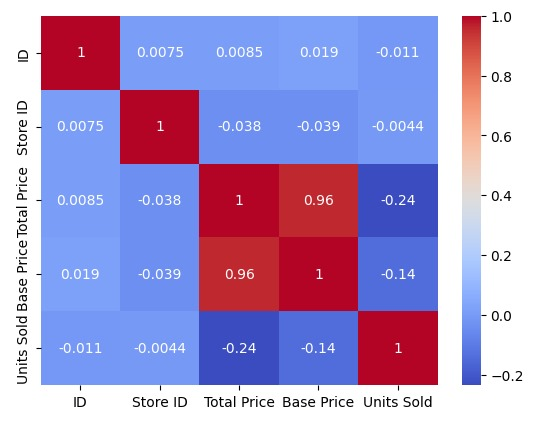 ID 1 0.0075 0.0085 0.019 -0.011
Store ID 0.0075 1 -0.038 -0.039 -0.0044
Total Price 0.0085 -0.038 1 0.96 -0.24
Base Price 0.019 -0.039 0.96 1 -0.14
Units Sold -0.011 -0.0044 -0.24 -0.14 1
ID Store ID Total Price Base Price Units Sold
1.0
0.8
0.6
0.4
0.2
0.0
−0.2